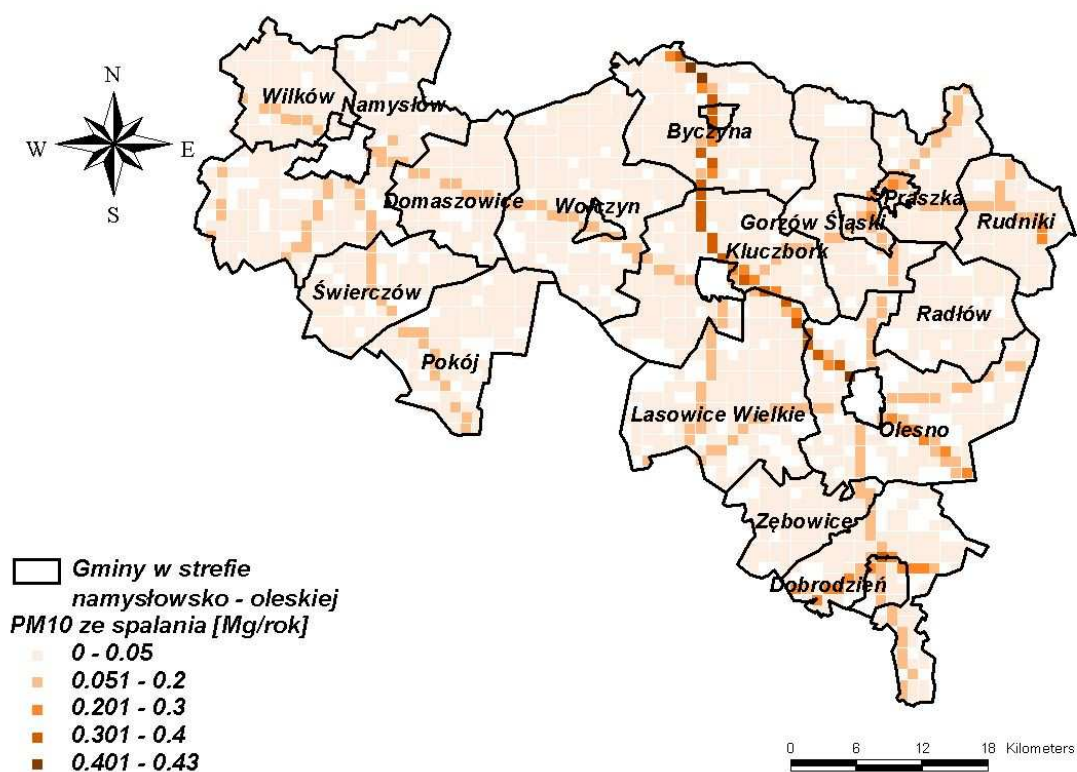 N
W E
S
Wilków
Namysłów
Byczyna
Domaszowice
Wołczyn
Praszka
Gorzów Śląski
Rudniki
Kluczbork
Świerczów
Radłów
Pokój
Lasowice Wielkie
Olesno
Zębowice
Dobrodzień
Gminy w strefie
namysłowsko - oleskiej
PM10 ze spalania [Mg/rok]
0 - 0.05
0.051 - 0.2
0.201 - 0.3
0.301 - 0.4
0.401 - 0.43
0 6 12 18 Kilometers